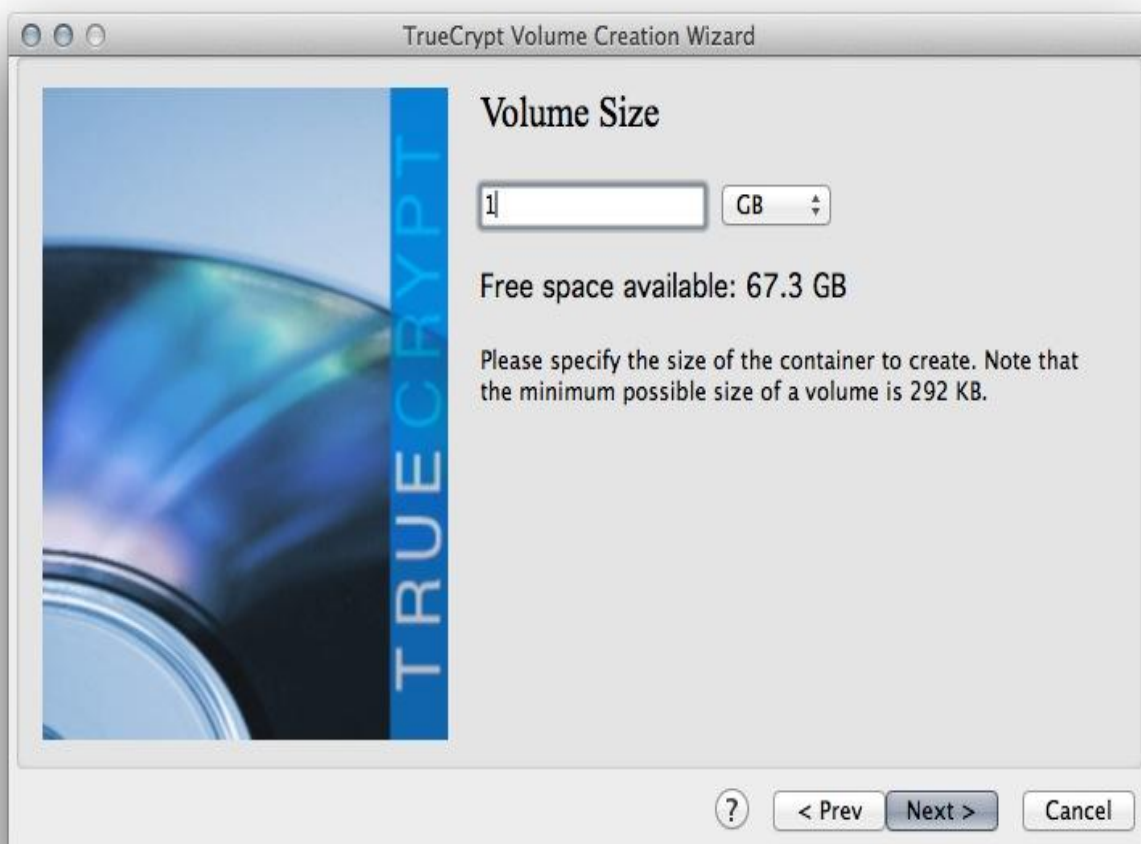 TrueCrypt Volume Creation Wizard
TRUECRYPT
Volume Size
1 GB
Free space available: 67.3 GB
Please specify the size of the container to create. Note that
the minimum possible size of a volume is 292 KB.
? < Prev Next > Cancel